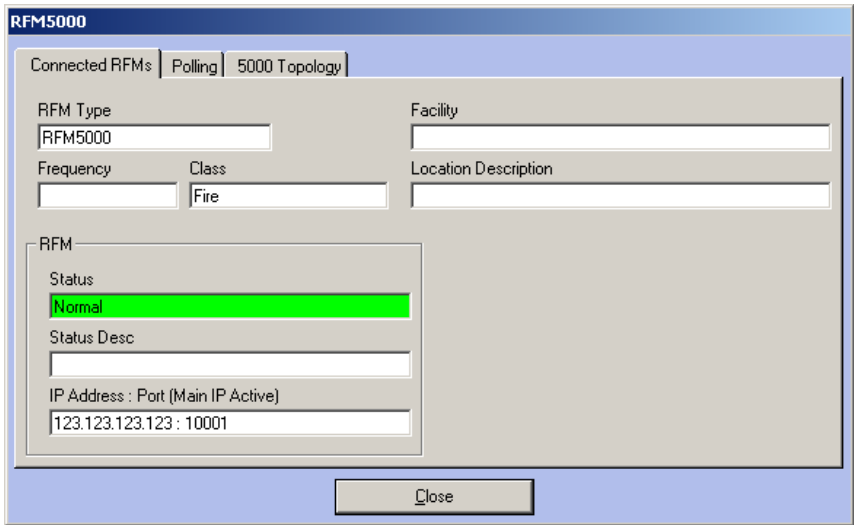 RFM5000
Connected RFMs Polling 5000 Topology
RFM Type Facility
RFM5000
Frequency Class Location Description
Fire
RFM
Status
Normal
Status Desc
IP Address : Port (Main IP Active)
123.123.123.123 : 10001
Close